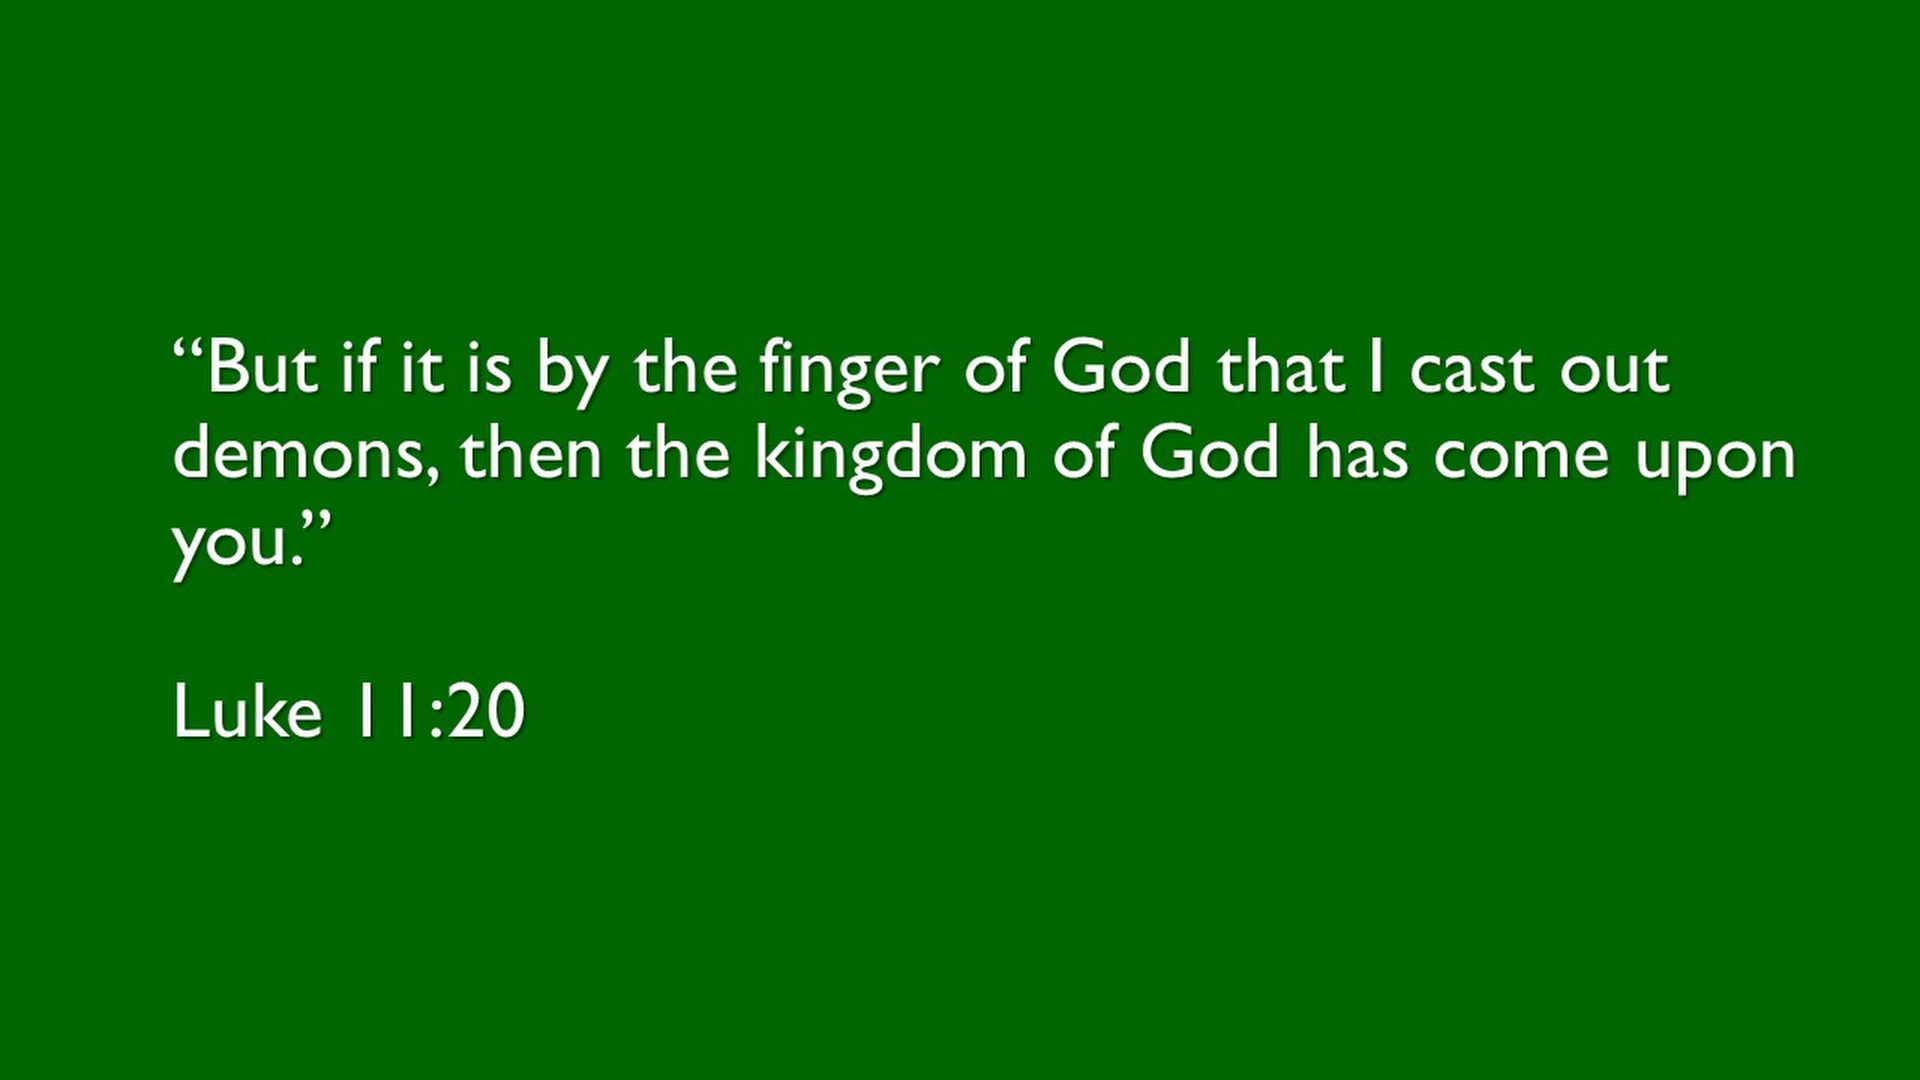 “But if it is by the finger of God that I cast out
demons, then the kingdom of God has come upon
you.”
Luke 11:20